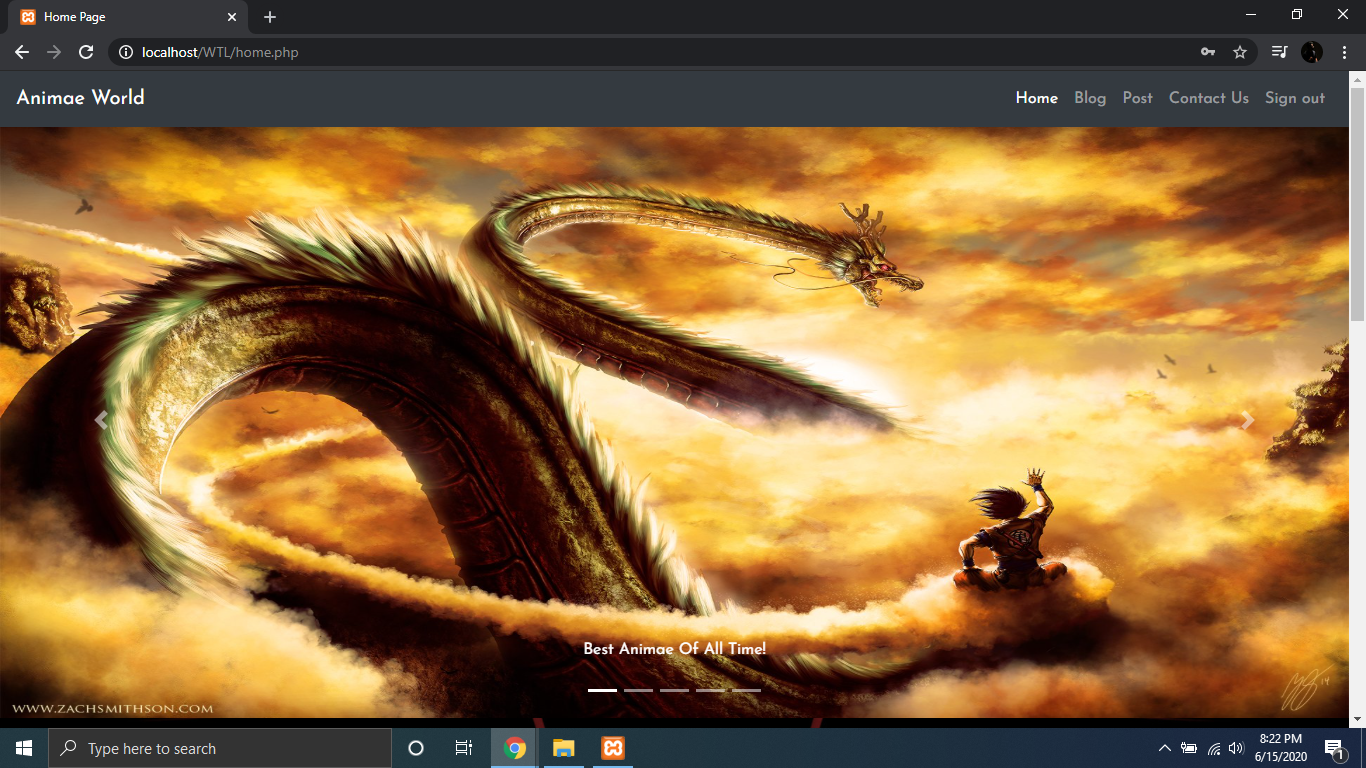 Home Page
localhost/WTL/home.php
Animae World
Home Blog Post Contact Us Sign out
Best Animae Of All Time!
WWW.ZACHSMITHSON.COM
Type here to search
8:22 PM
6/15/2020
1